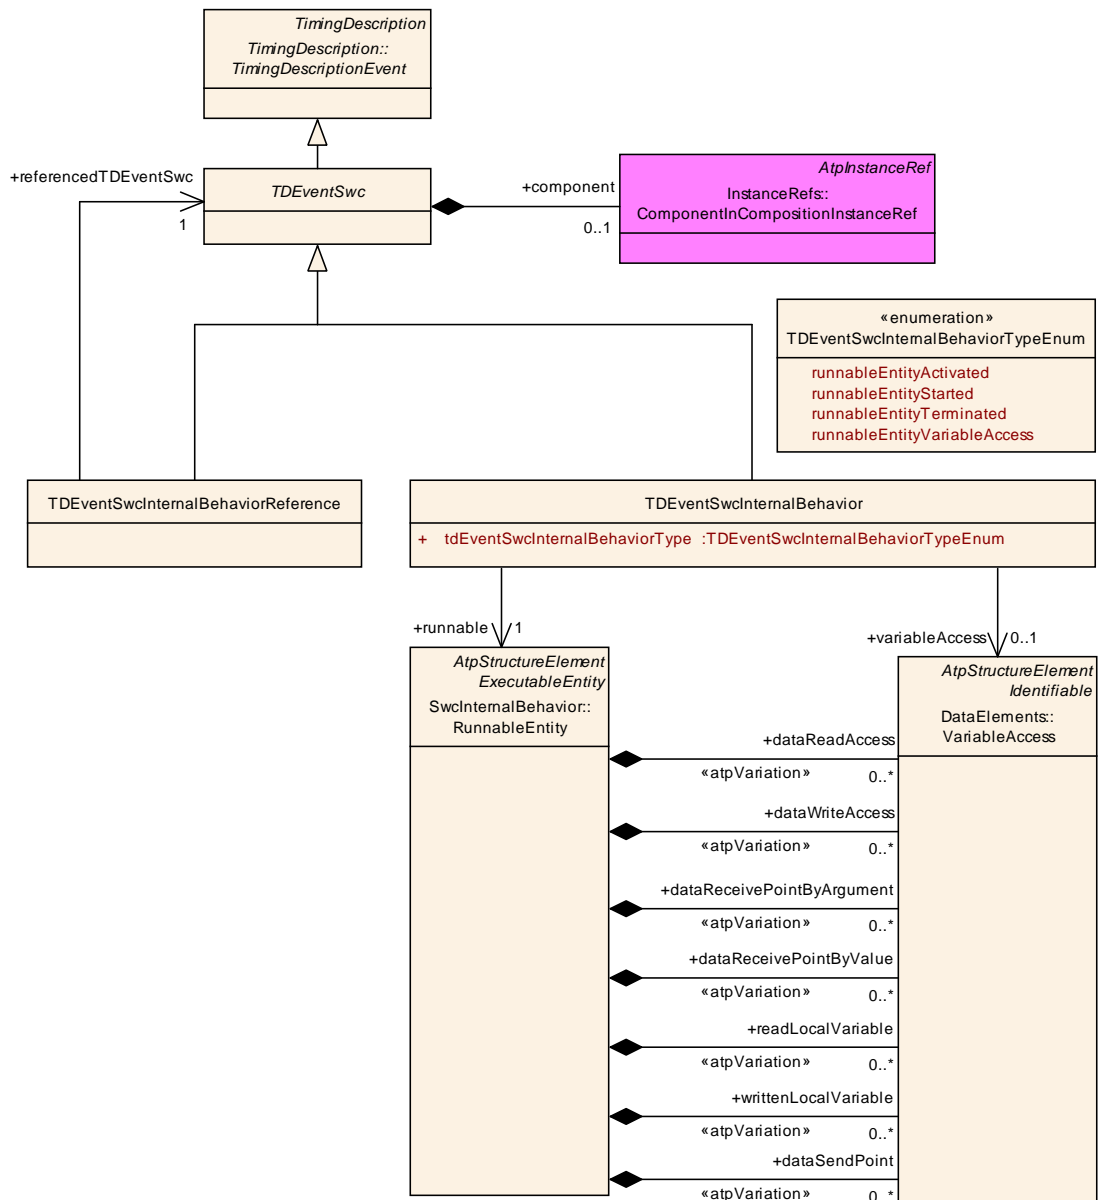 TimingDescription
TimingDescription::
TimingDescriptionEvent
+referencedTDEventSwc
1
TDEventSwc
+component
0..1
AtpInstanceRef
InstanceRefs::
ComponentInCompositionInstanceRef
«enumeration»
TDEventSwcInternalBehaviorTypeEnum
runnableEntityActivated
runnableEntityStarted
runnableEntityTerminated
runnableEntityVariableAccess
TDEventSwcInternalBehaviorReference
TDEventSwcInternalBehavior
+ tdEventSwcInternalBehaviorType :TDEventSwcInternalBehaviorTypeEnum
+runnable
1
+variableAccess
0..1
AtpStructureElement
ExecutableEntity
SwcInternalBehavior::
RunnableEntity
AtpStructureElement
Identifiable
DataElements::
VariableAccess
+dataReadAccess
«atpVariation»
0..*
+dataWriteAccess
«atpVariation»
0..*
+dataReceivePointByArgument
«atpVariation»
0..*
+dataReceivePointByValue
«atpVariation»
0..*
+readLocalVariable
«atpVariation»
0..*
+writtenLocalVariable
«atpVariation»
0..*
+dataSendPoint
«atpVariation»
0..*